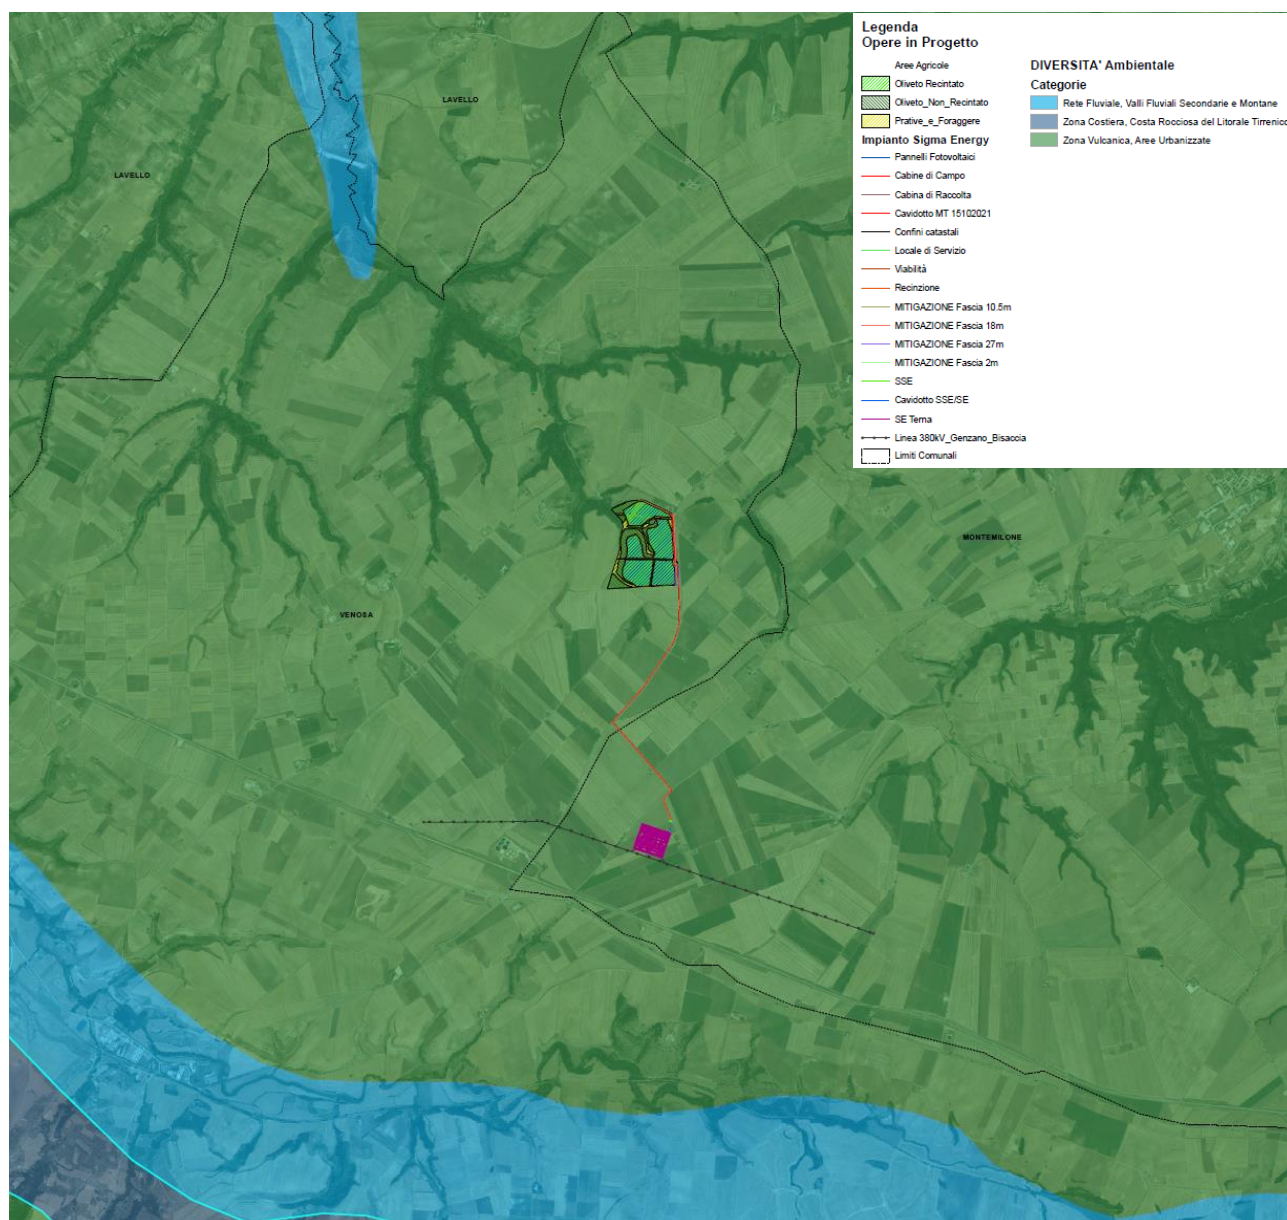 Legenda
Opere in Progetto
Aree Agricole
Oliveto Recintato
Oliveto_Non_Recintato
Prative_e_Foraggere
Impianto Sigma Energy
Pannelli Fotovoltaici
Cabine di Campo
Cabina di Raccolta
Cavidotto MT 15102021
Confini catastali
Locale di Servizio
Viabilità
Recinzione
MITIGAZIONE Fascia 10.5m
MITIGAZIONE Fascia 18m
MITIGAZIONE Fascia 27m
MITIGAZIONE Fascia 2m
SSE
Cavidotto SSE/SE
SE Terna
Linea 380kV_Genzano_Bisaccia
Limiti Comunali
DIVERSITA' Ambientale
Categorie
Rete Fluviale, Valli Fluviali Secondarie e Montane
Zona Costiera, Costa Rocciosa del Litorale Tirrenico
Zona Vulcanica, Aree Urbanizzate
LAVELLO
LAVELLO
MONTEMILONE
VENOSA